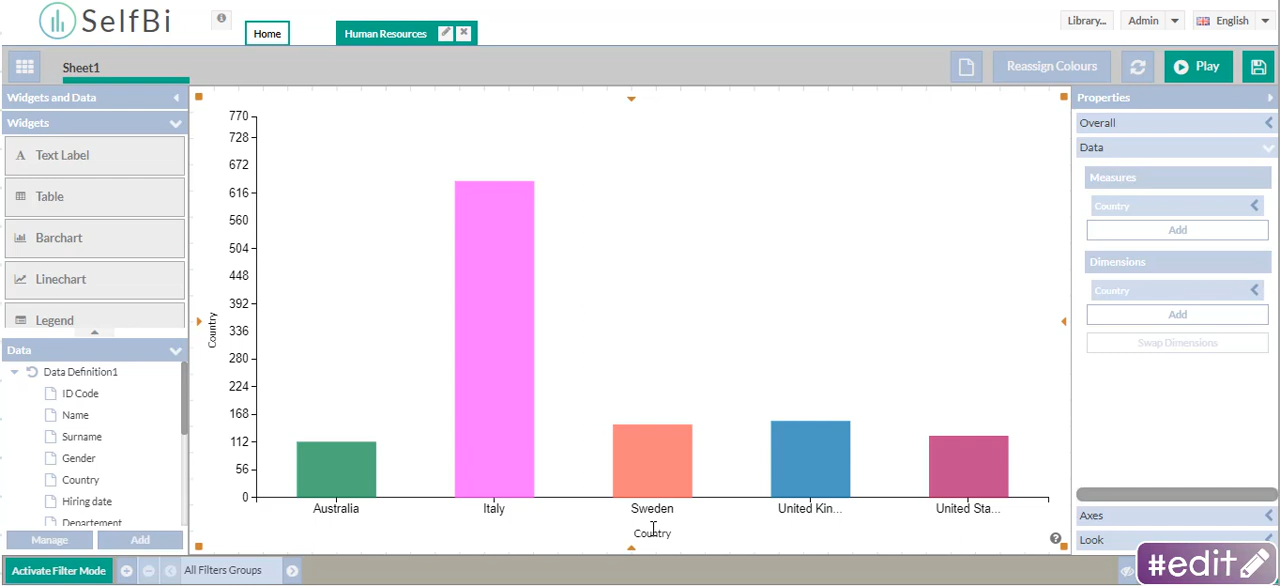 SelfBi
Home
Human Resources
Library...
Admin
English
Sheet1
Reassign Colours
Play
Widgets and Data
Widgets
Text Label
Table
Barchart
Linechart
Legend
Data
Data Definition1
ID Code
Name
Surname
Gender
Country
Hiring date
Departement
Manage
Add
770
728
672
616
560
504
448
392
336
280
224
168
112
56
0
Country
Australia
Italy
Sweden
United Kin...
United Sta...
Country
Properties
Overall
Data
Measures
Country
Add
Dimensions
Country
Add
Swap Dimensions
Axes
Look
Activate Filter Mode
All Filters Groups
#edit